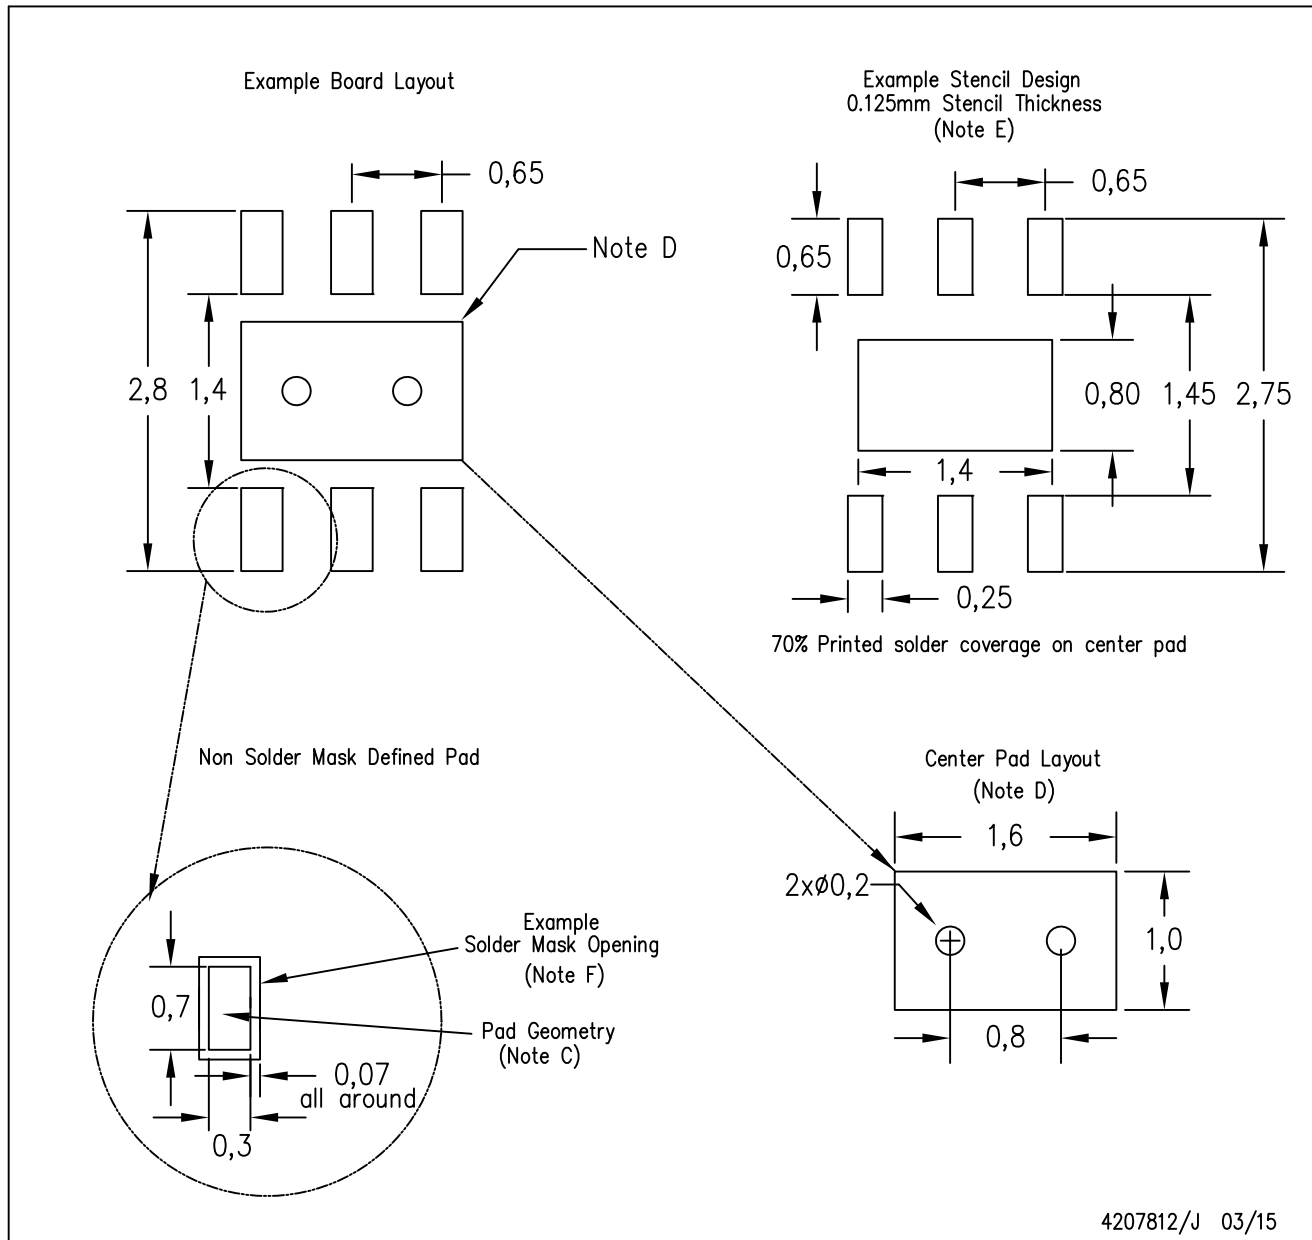 Example Board Layout
0,65
Note D
2,8
1,4
Example Stencil Design
0.125mm Stencil Thickness
(Note E)
0,65
0,65
0,80
1,45
2,75
1,4
0,25
70% Printed solder coverage on center pad
Non Solder Mask Defined Pad
Example
Solder Mask Opening
(Note F)
0,7
Pad Geometry
(Note C)
0,07
all around
0,3
Center Pad Layout
(Note D)
1,6
2xø0,2
1,0
0,8
4207812/J 03/15